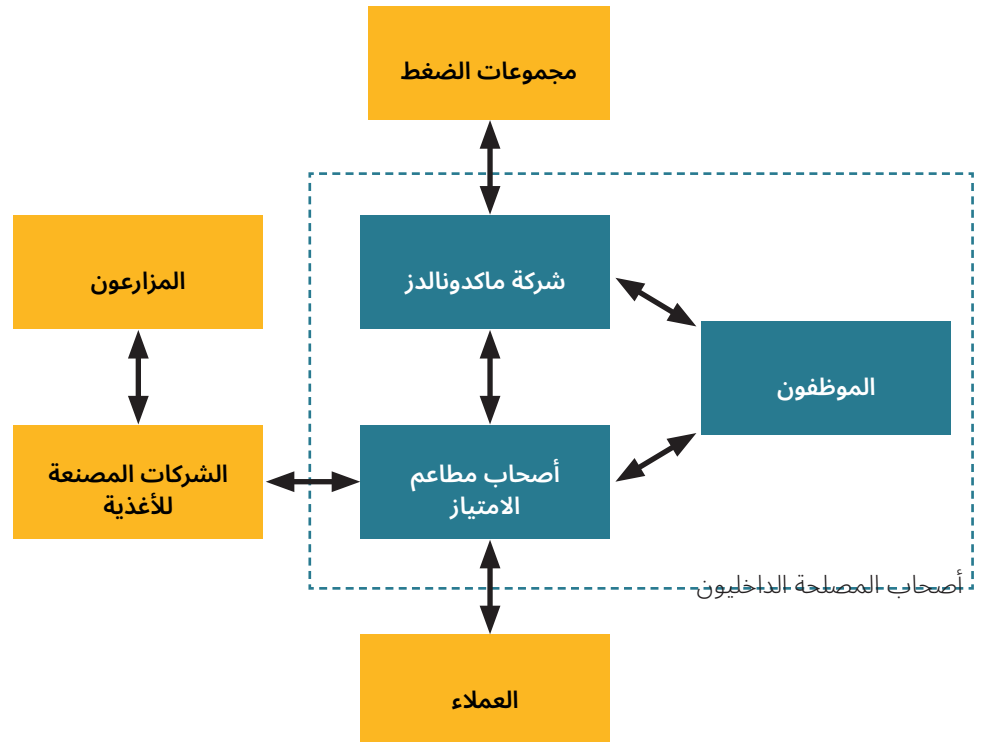 مجموعات الضغط
شركة ماكدونالدز
المزارعون
الموظفون
أصحاب مطاعم
الامتياز
الشركات المصنعة
للأغذية
أصحاب المصلحة الداخليون
العملاء